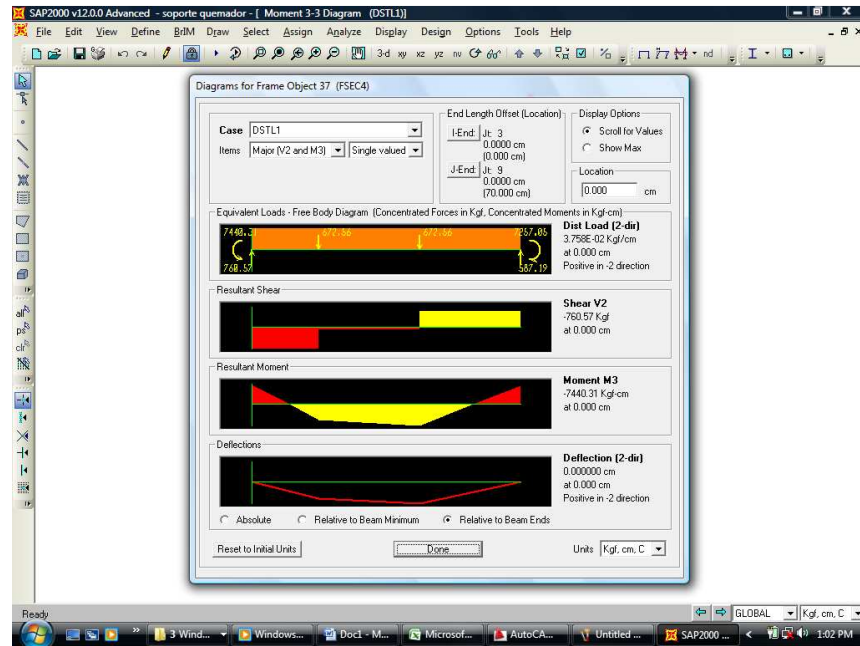 SAP2000 v12.0.0 Advanced - soporte quemador - [ Moment 3-3 Diagram (DSTL1)]
File Edit View Define BrIM Draw Select Assign Analyze Display Design Options Tools Help
3-d xy xz yz nv
nd
Diagrams for Frame Object 37 (FSEC4)
Case DSTL1
Items Major (V2 and M3) Single valued
End Length Offset (Location)
I-End: Jt: 3
0.0000 cm
(0.000 cm)
J-End: Jt: 9
0.0000 cm
(70.000 cm)
Display Options
Scroll for Values
Show Max
Location
0.000 cm
Equivalent Loads - Free Body Diagram (Concentrated Forces in Kgf, Concentrated Moments in Kgf-cm)
7440.31 672.56 672.56 7257.05
760.57 587.19
Dist Load (2-dir)
3.758E-02 Kgf/cm
at 0.000 cm
Positive in -2 direction
Resultant Shear
Shear V2
-760.57 Kgf
at 0.000 cm
Resultant Moment
Moment M3
-7440.31 Kgf-cm
at 0.000 cm
Deflections
Deflection (2-dir)
0.000000 cm
at 0.000 cm
Positive in -2 direction
Absolute Relative to Beam Minimum Relative to Beam Ends
Reset to Initial Units Done Units Kgf, cm, C
all
ps
clr
Ready GLOBAL Kgf, cm, C
3 Wind... Windows... Doc1 - M... Microsof... AutoCA... Untitled ... SAP2000 ... 1:02 PM